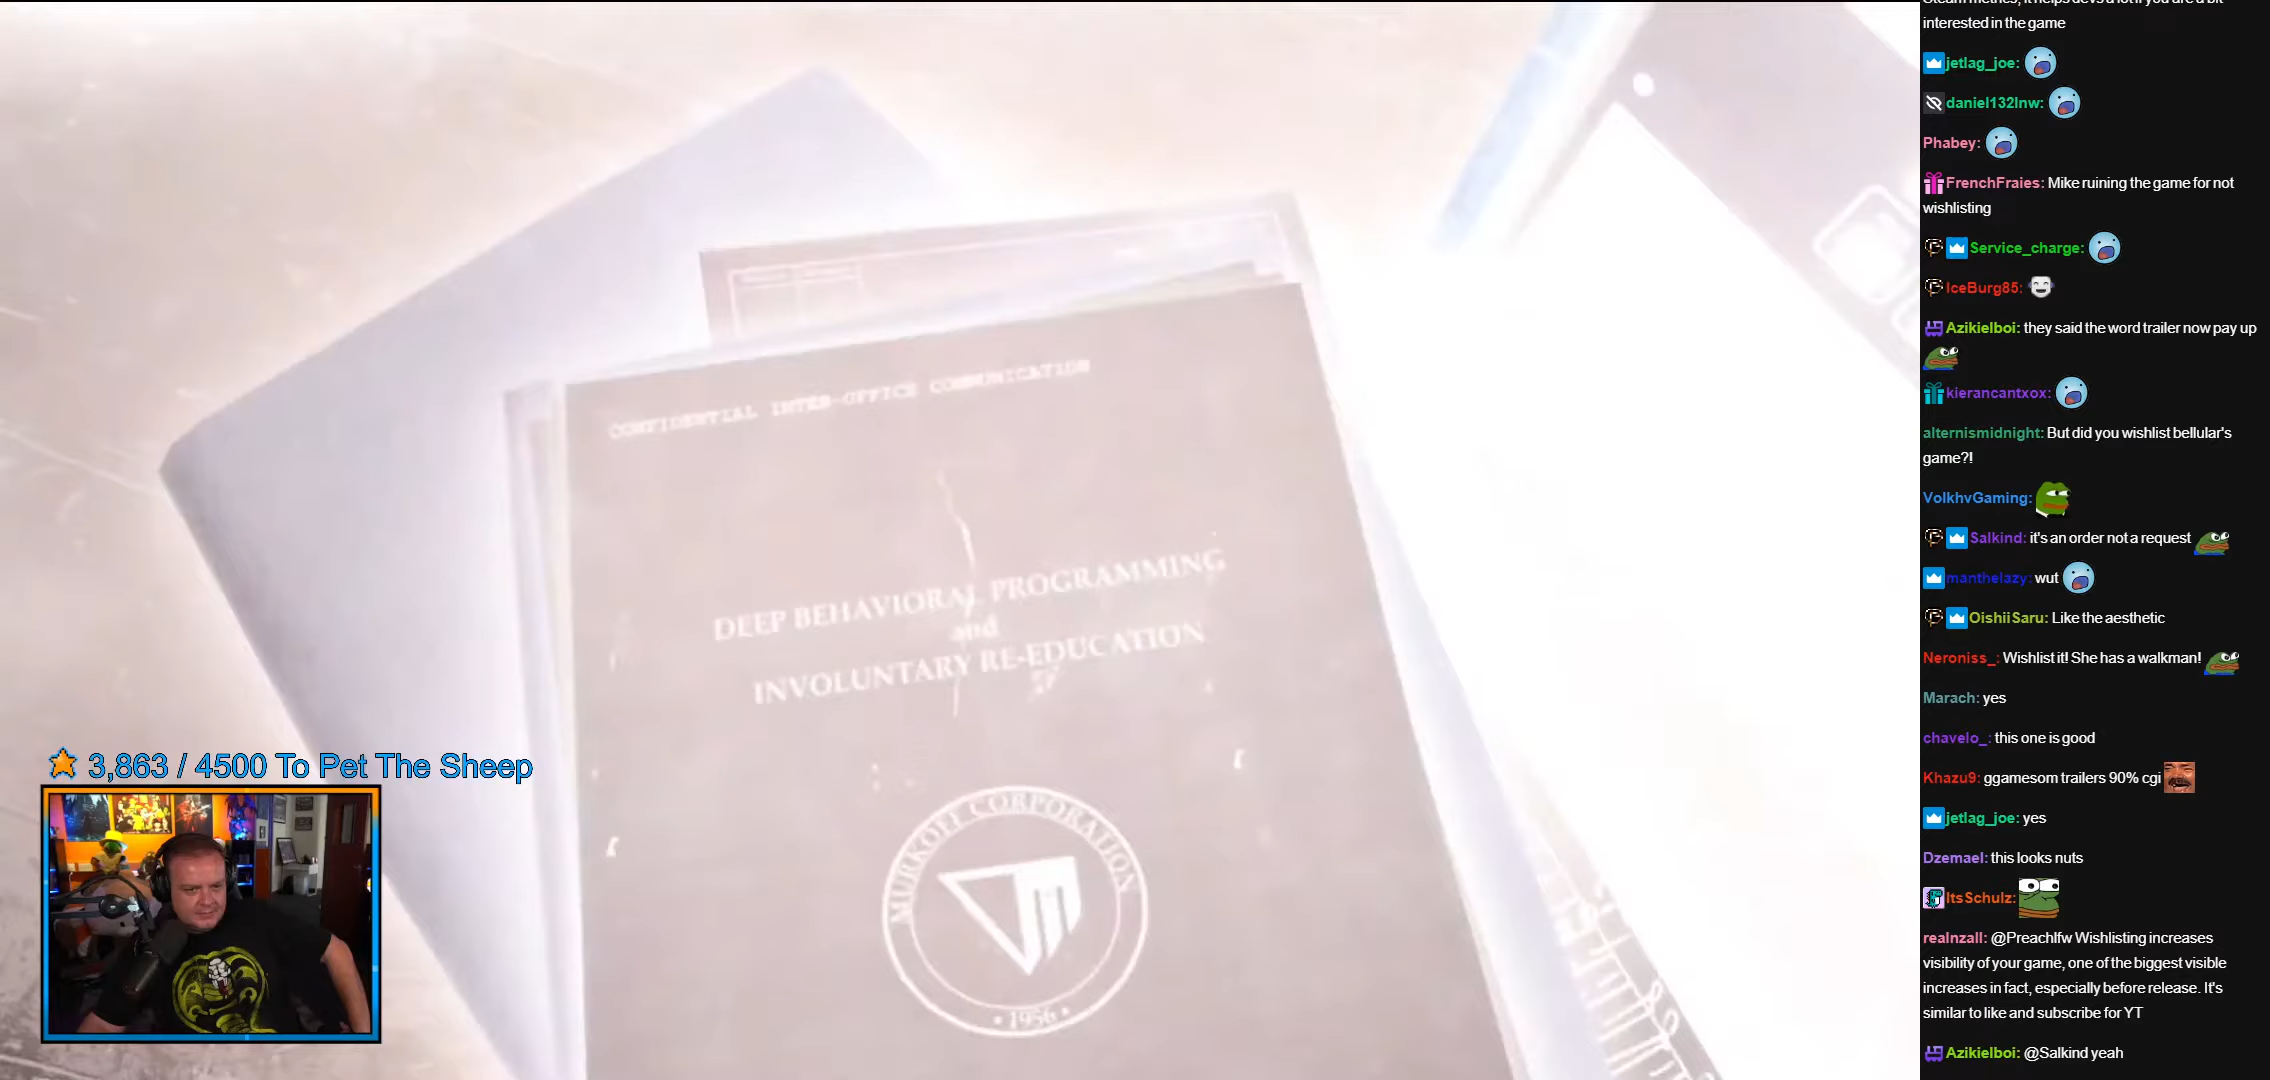 CONFIDENTIAL INTER-OFFICE COMMUNICATION
DEEP BEHAVIORAL PROGRAMMING
and
INVOLUNTARY RE-EDUCATION
MURKOFF CORPORATION
• 1956 •
3,863 / 4500 To Pet The Sheep
interested in the game
jetlag_joe:
daniel132lnw:
Phabey:
FrenchFraies: Mike ruining the game for not
wishlisting
Service_charge:
IceBurg85:
Azikielboi: they said the word trailer now pay up
kierancantxox:
alternismidnight: But did you wishlist bellular's
game?!
VolkhvGaming:
Salkind: it's an order not a request
manthelazy: wut
OishiiSaru: Like the aesthetic
Neroniss_: Wishlist it! She has a walkman!
Marach: yes
chavelo_: this one is good
Khazu9: ggamesom trailers 90% cgi
jetlag_joe: yes
Dzemael: this looks nuts
ItsSchulz:
realnzall: @Preachlfw Wishlisting increases
visibility of your game, one of the biggest visible
increases in fact, especially before release. It's
similar to like and subscribe for YT
Azikielboi: @Salkind yeah